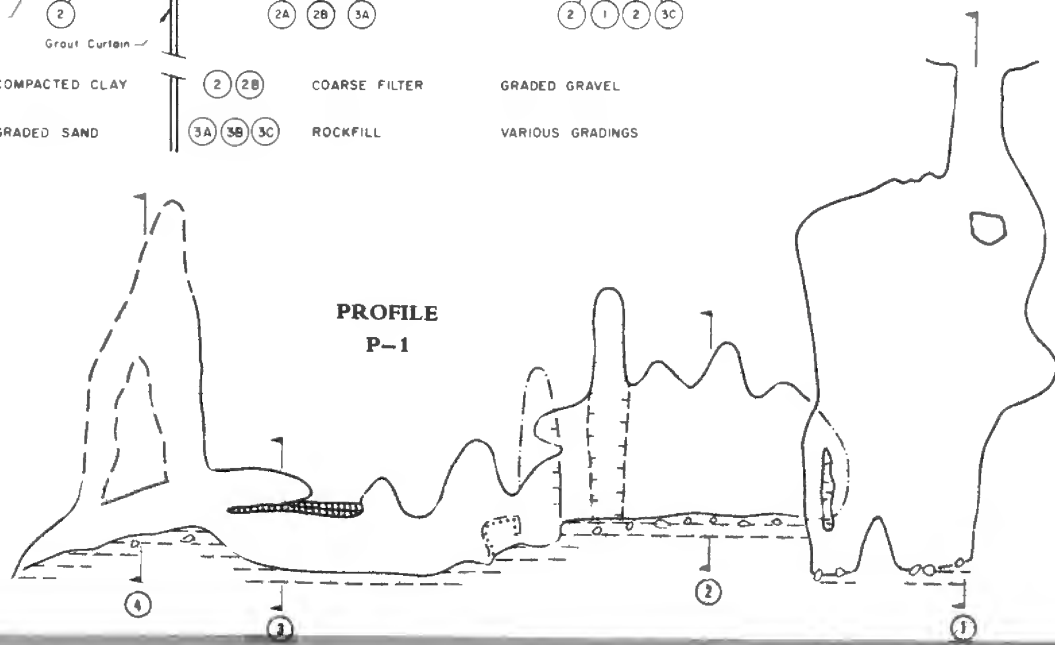 2 2A 2B 3A 2 1 2 3C
Grout Curtain
COMPACTED CLAY 2 2B COARSE FILTER GRADED GRAVEL
GRADED SAND 3A 3B 3C ROCKFILL VARIOUS GRADINGS
PROFILE
P-1
4 3 2 1